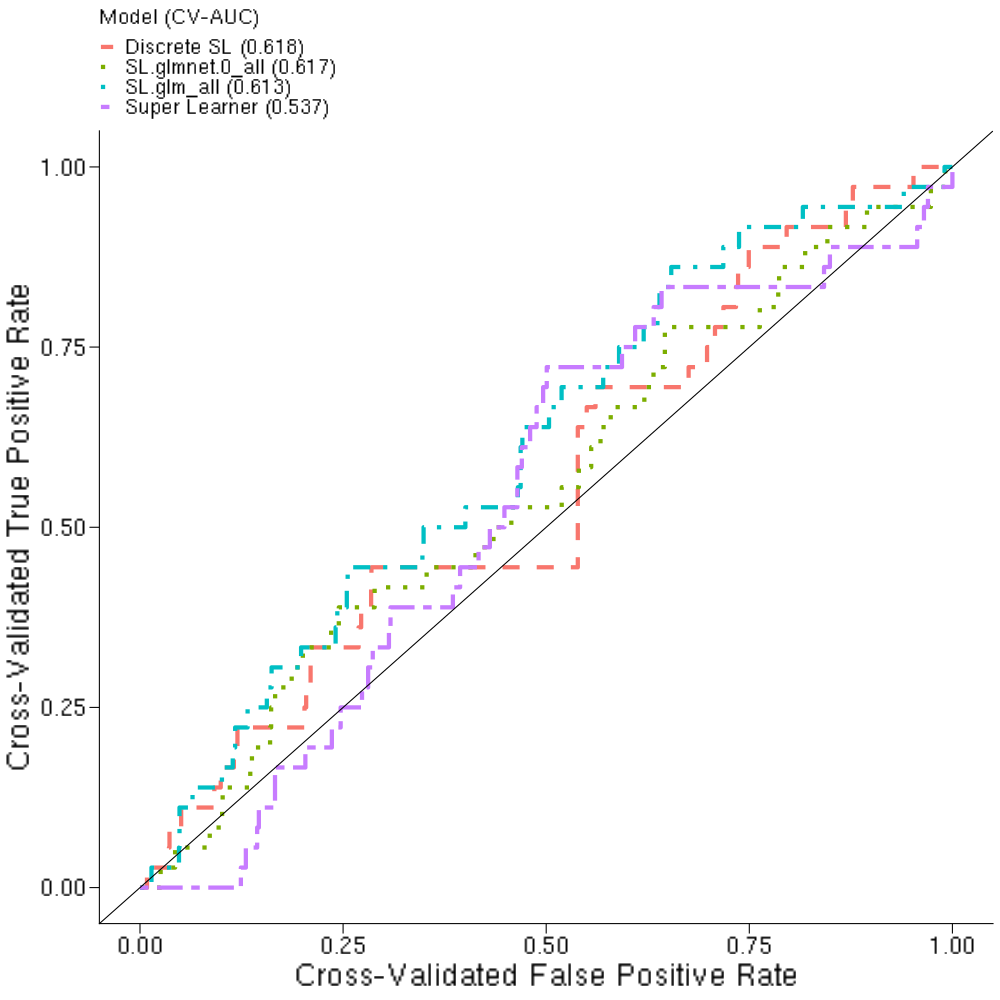 Model (CV-AUC)
Discrete SL (0.618)
SL.glmnet.0_all (0.617)
SL.glm_all (0.613)
Super Learner (0.537)
Cross-Validated True Positive Rate
1.00
0.75
0.50
0.25
0.00
0.00 0.25 0.50 0.75 1.00
Cross-Validated False Positive Rate